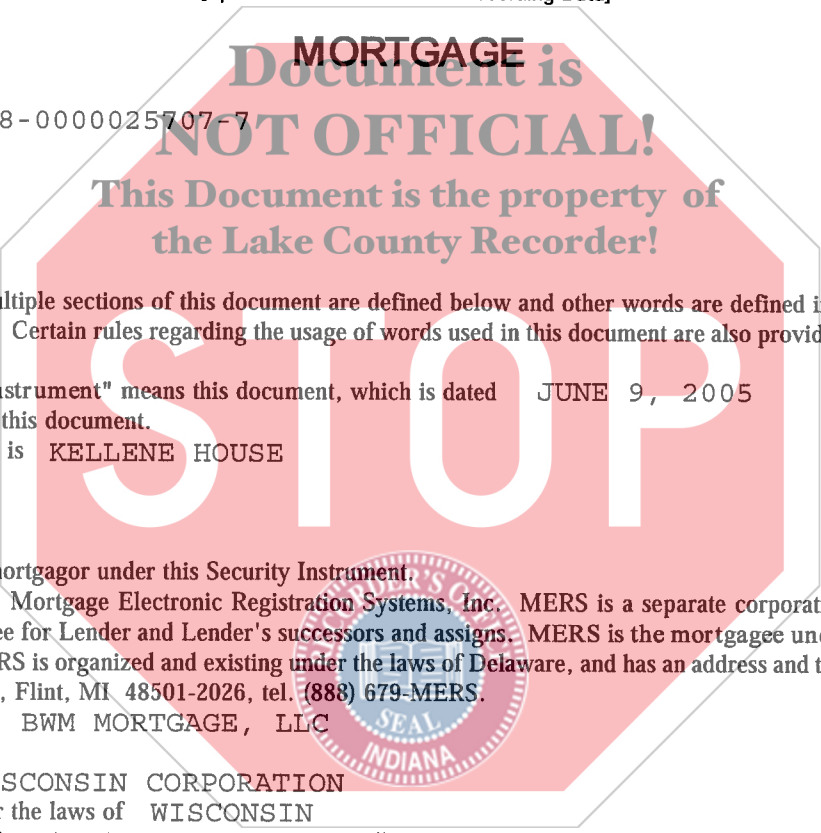 MORTGAGE
Document is
8-0000025707-7
NOT OFFICIAL!
This Document is the property of
the Lake County Recorder!
ultiple sections of this document are defined below and other words are defined i
Certain rules regarding the usage of words used in this document are also provid
strument" means this document, which is dated JUNE 9, 2005
this document.
is KELLENE HOUSE
STOP
ortgagor under this Security Instrument.
Mortgage Electronic Registration Systems, Inc. MERS is a separate corporati
ee for Lender and Lender's successors and assigns. MERS is the mortgagee un
RS is organized and existing under the laws of Delaware, and has an address and t
, Flint, MI 48501-2026, tel. (888) 679-MERS.
BWM MORTGAGE, LLC
RECORDER'S OFFICE
SEAL
INDIANA
SCONSIN CORPORATION
r the laws of WISCONSIN